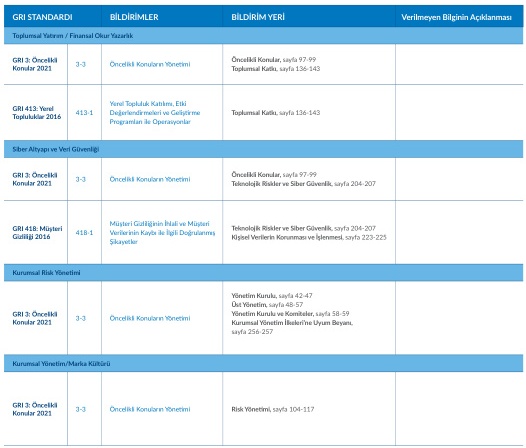 GRI STANDARDI BİLDİRİMLER BİLDİRİM YERİ Verilmeyen Bilginin Açıklanması
Toplumsal Yatırım / Finansal Okur Yazarlık
GRI 3: Öncelikli
Konular 2021
3-3
Öncelikli Konuların Yönetimi
Öncelikli Konular, sayfa 97-99
Toplumsal Katkı, sayfa 136-143
GRI 413: Yerel
Topluluklar 2016
413-1
Yerel Topluluk Katılımı, Etki
Değerlendirmeleri ve Geliştirme
Programları ile Operasyonlar
Toplumsal Katkı, sayfa 136-143
Siber Altyapı ve Veri Güvenliği
GRI 3: Öncelikli
Konular 2021
3-3
Öncelikli Konuların Yönetimi
Öncelikli Konular, sayfa 97-99
Teknolojik Riskler ve Siber Güvenlik, sayfa 204-207
GRI 418: Müşteri
Gizliliği 2016
418-1
Müşteri Gizliliğinin İhlali ve Müşteri
Verilerinin Kaybı ile İlgili Doğrulanmış
Şikayetler
Teknolojik Riskler ve Siber Güvenlik, sayfa 204-207
Kişisel Verilerin Korunması ve İşlenmesi, sayfa 223-225
Kurumsal Risk Yönetimi
GRI 3: Öncelikli
Konular 2021
3-3
Öncelikli Konuların Yönetimi
Yönetim Kurulu, sayfa 42-47
Üst Yönetim, sayfa 48-57
Yönetim Kurulu ve Komiteler, sayfa 58-59
Kurumsal Yönetim İlkeleri'ne Uyum Beyanı,
sayfa 256-257
Kurumsal Yönetim/Marka Kültürü
GRI 3: Öncelikli
Konular 2021
3-3
Öncelikli Konuların Yönetimi
Risk Yönetimi, sayfa 104-117